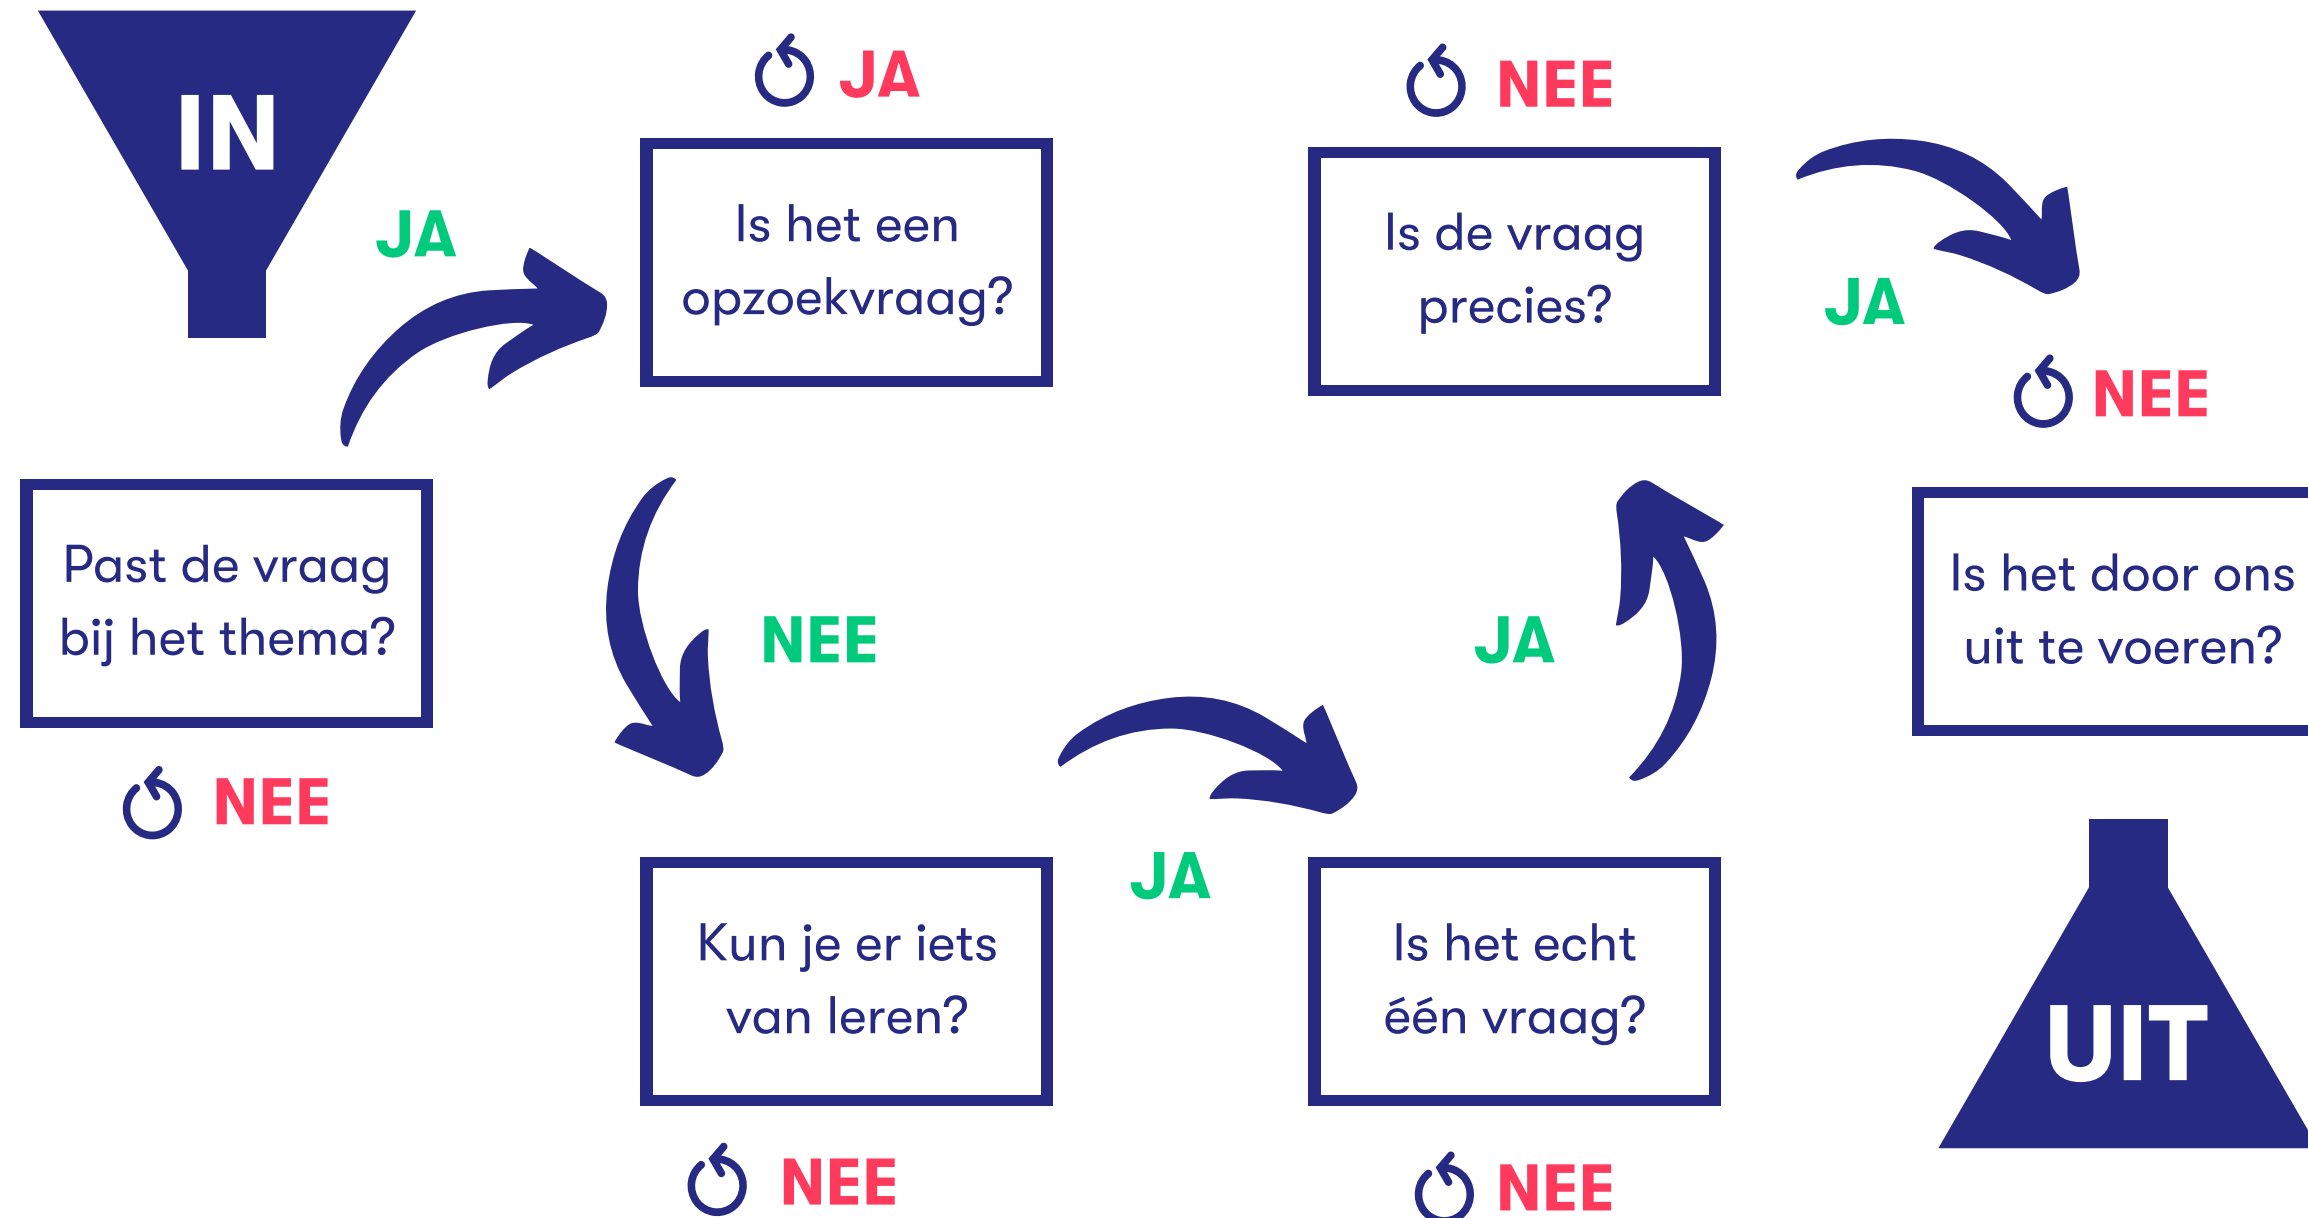 IN
Past de vraag
bij het thema?
NEE
JA
JA
Is het een
opzoekvraag?
NEE
Kun je er iets
van leren?
NEE
JA
Is het echt
één vraag?
NEE
JA
NEE
Is de vraag
precies?
JA
NEE
Is het door ons
uit te voeren?
UIT